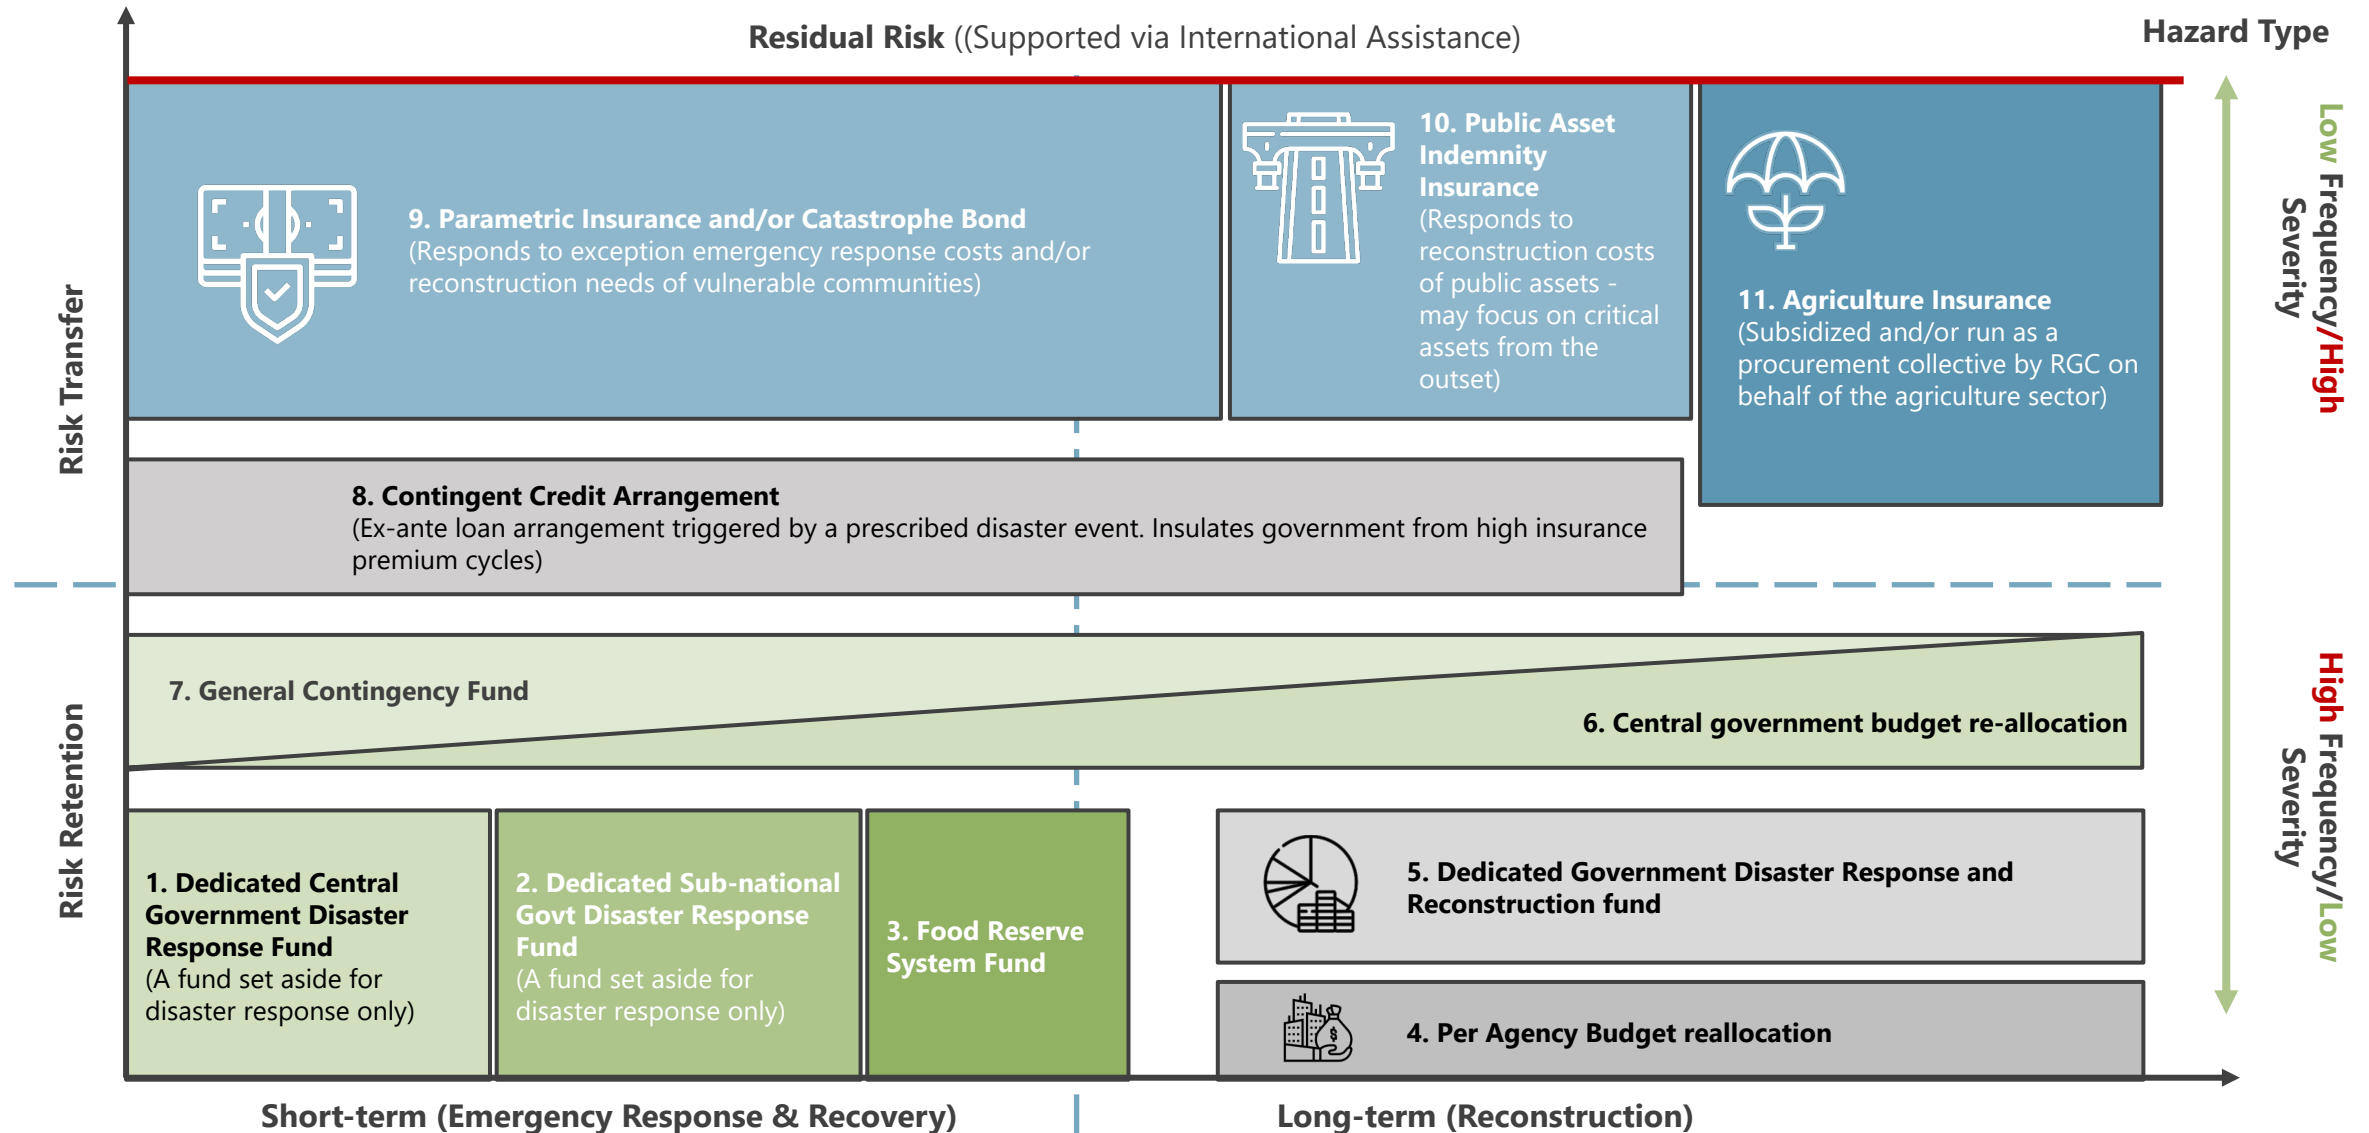 Residual Risk ((Supported via International Assistance)
Hazard Type
Risk Transfer
9. Parametric Insurance and/or Catastrophe Bond
(Responds to exception emergency response costs and/or
reconstruction needs of vulnerable communities)
10. Public Asset
Indemnity
Insurance
(Responds to
reconstruction costs
of public assets -
may focus on critical
assets from the
outset)
11. Agriculture Insurance
(Subsidized and/or run as a
procurement collective by RGC on
behalf of the agriculture sector)
Low Frequency/High
Severity
8. Contingent Credit Arrangement
(Ex-ante loan arrangement triggered by a prescribed disaster event. Insulates government from high insurance
premium cycles)
Risk Retention
7. General Contingency Fund
6. Central government budget re-allocation
High Frequency/Low
Severity
1. Dedicated Central
Government Disaster
Response Fund
(A fund set aside for
disaster response only)
2. Dedicated Sub-national
Govt Disaster Response
Fund
(A fund set aside for
disaster response only)
3. Food Reserve
System Fund
5. Dedicated Government Disaster Response and
Reconstruction fund
$
4. Per Agency Budget reallocation
Short-term (Emergency Response & Recovery)
Long-term (Reconstruction)